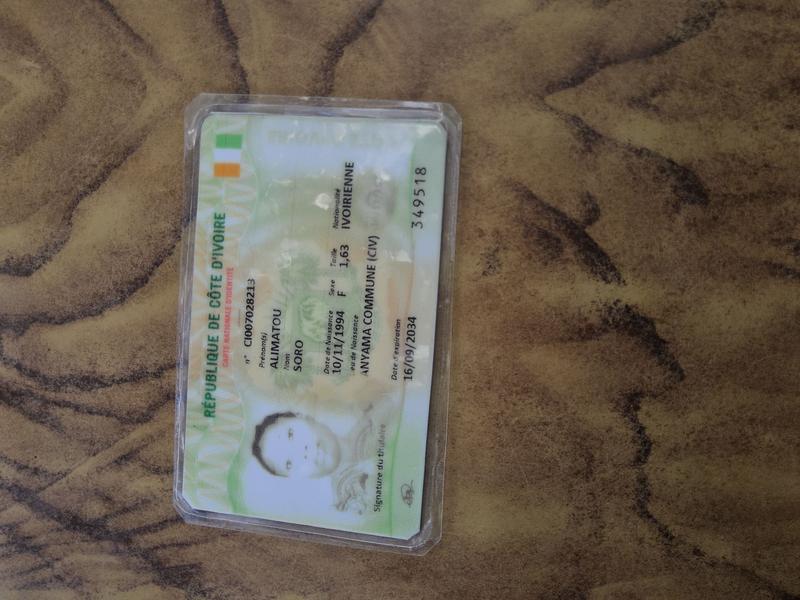 RÉPUBLIQUE DE CÔTE D'IVOIRE
CARTE NATIONALE D'IDENTITÉ
n° CI007028213
Prénom(s)
ALIMATOU
Nom
SORO
Date de Naissance Sexe Taille Nationalité
10/11/1994 F 1,63 IVOIRIENNE
eu de Naissance
ANYAMA COMMUNE (CIV)
Date d'expiration
16/09/2034
349518
Signature du titulaire